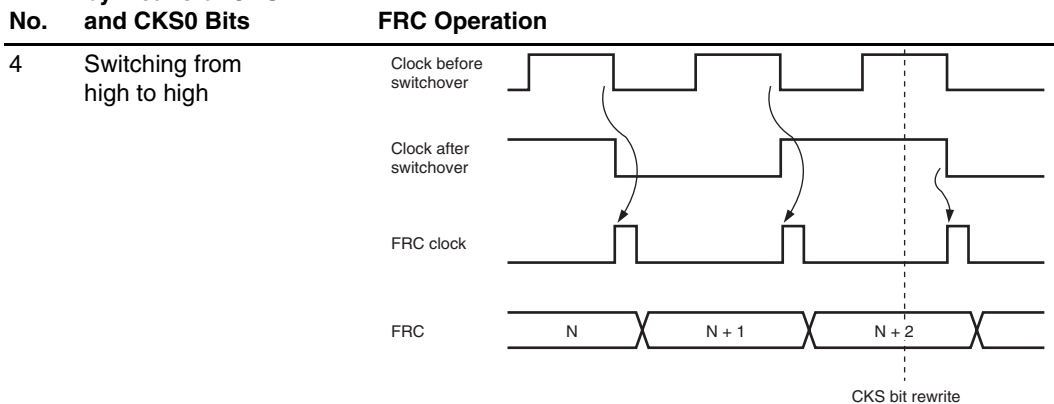 No. and CKS0 Bits FRC Operation
4 Switching from
high to high
Clock before
switchover
Clock after
switchover
FRC clock
FRC N N + 1 N + 2
CKS bit rewrite